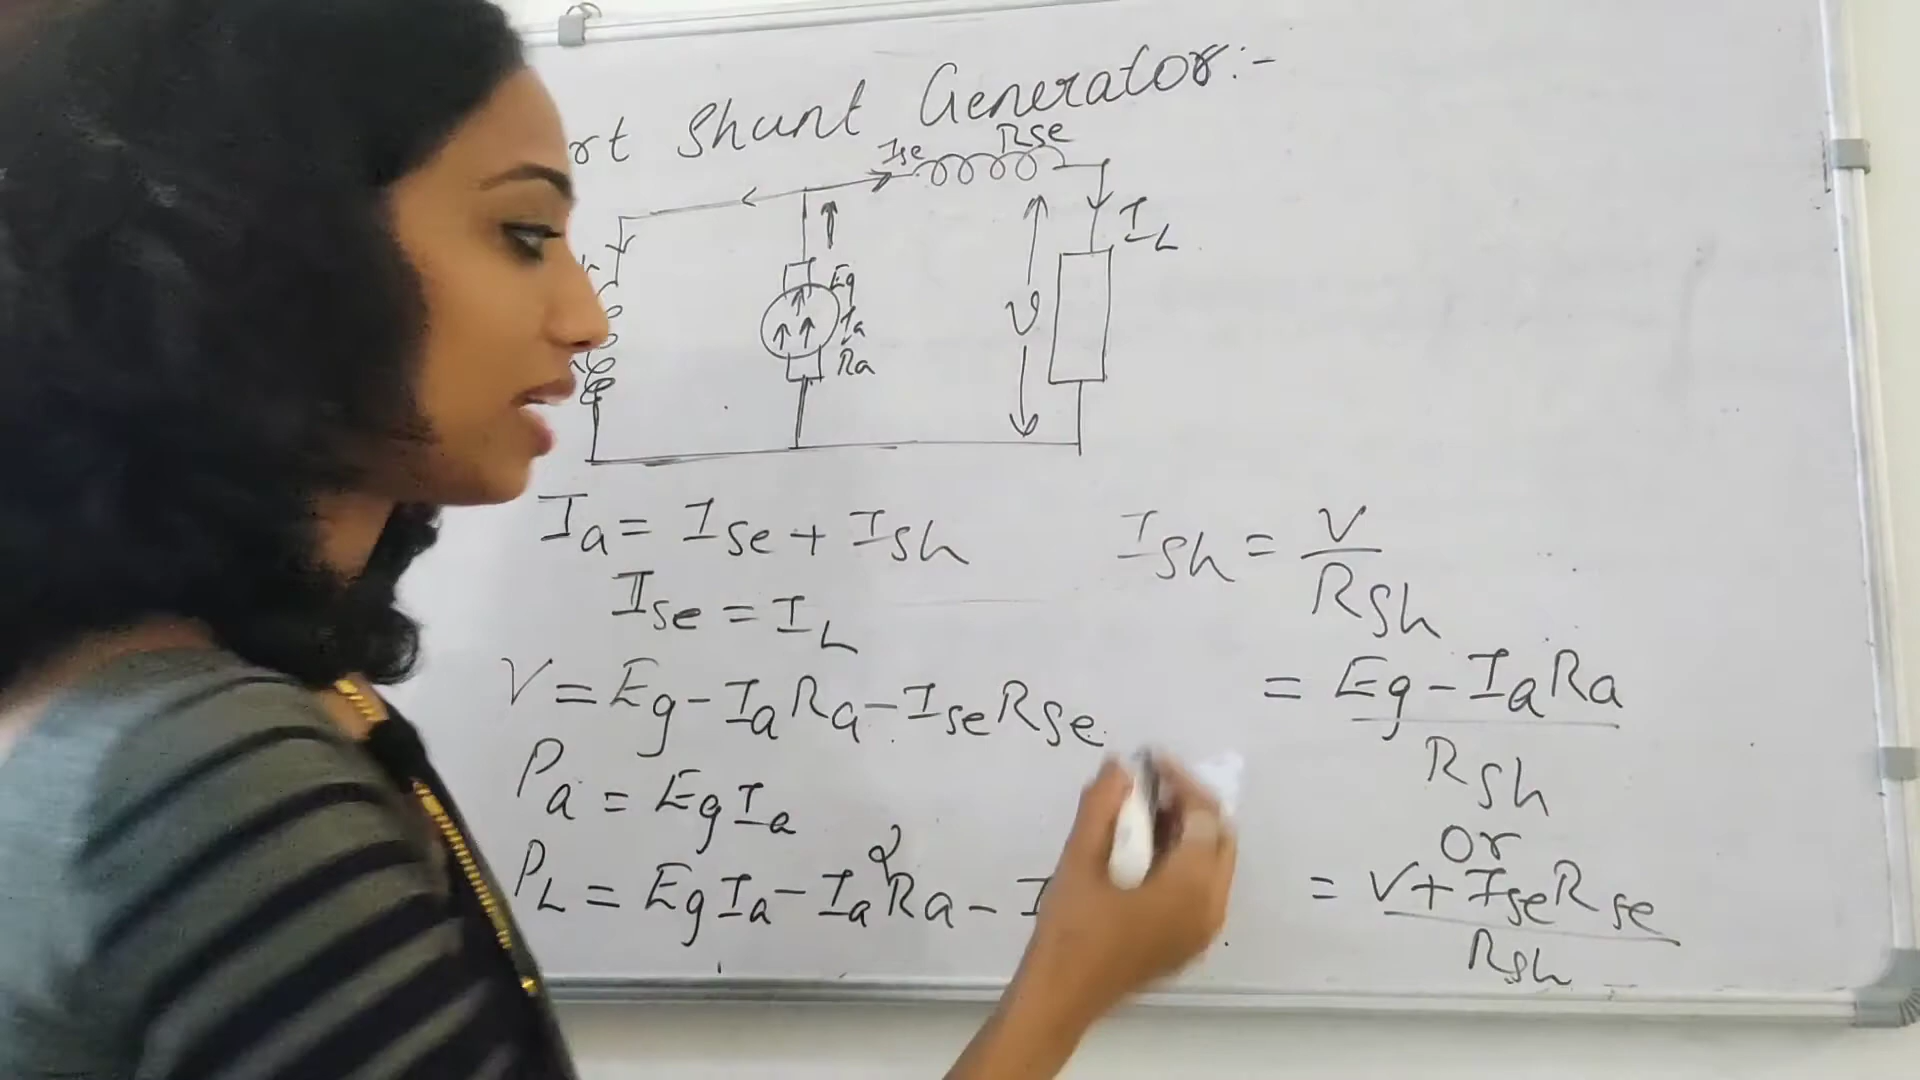 rt Shunt Generator:-
Ise Rse
IL
Eg
Ia
Ra
V
Ia = Ise + Ish
Ise = IL
V = Eg - IaRa - IseRse
Pa = EgIa
PL = EgIa - Ia²Ra - I
Ish = V
Rsh
= Eg - IaRa
Rsh
or
= V + IseRse
Rsh